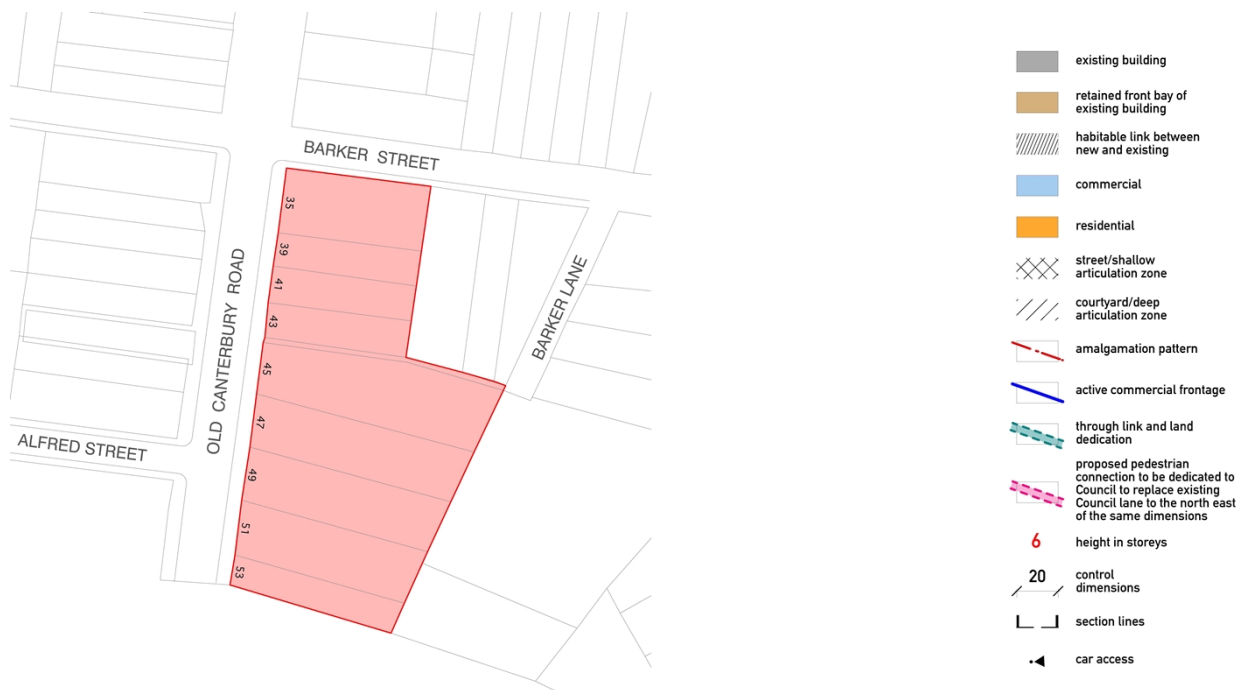 BARKER STREET
35
39
41
43
45
47
49
51
53
OLD CANTERBURY ROAD
BARKER LANE
ALFRED STREET
existing building
retained front bay of
existing building
habitable link between
new and existing
commercial
residential
street/shallow
articulation zone
courtyard/deep
articulation zone
amalgamation pattern
active commercial frontage
through link and land
dedication
proposed pedestrian
connection to be dedicated to
Council to replace existing
Council lane to the north east
of the same dimensions
6
height in storeys
20
control
dimensions
section lines
car access